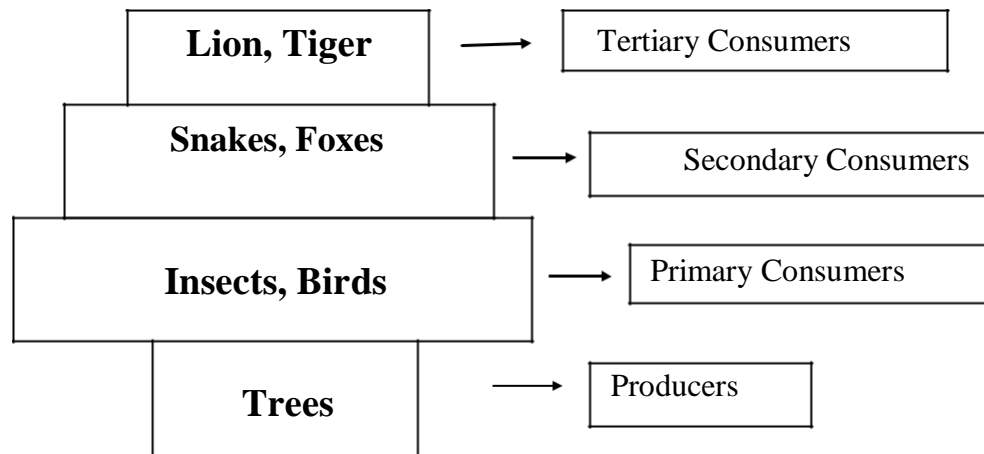 Lion, Tiger
Tertiary Consumers
Snakes, Foxes
Secondary Consumers
Insects, Birds
Primary Consumers
Trees
Producers